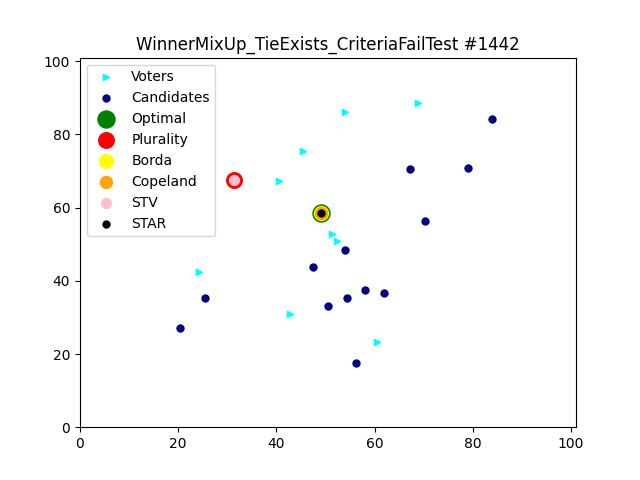 WinnerMixUp_TieExists_CriteriaFailTest #1442
100
80
60
40
20
0
Voters
Candidates
Optimal
Plurality
Borda
Copeland
STV
STAR
0 20 40 60 80 100